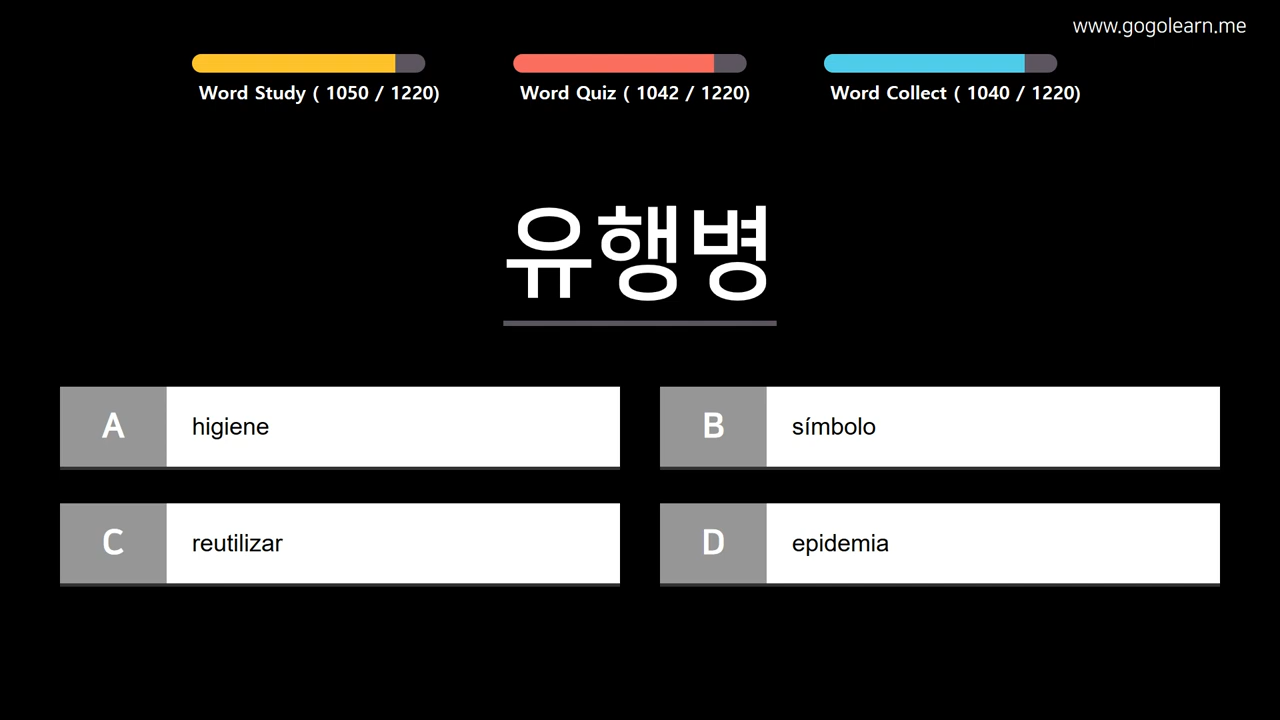 www.gogolearn.me
Word Study ( 1050 / 1220)
Word Quiz ( 1042 / 1220)
Word Collect ( 1040 / 1220)
유행병
A higiene
B símbolo
C reutilizar
D epidemia